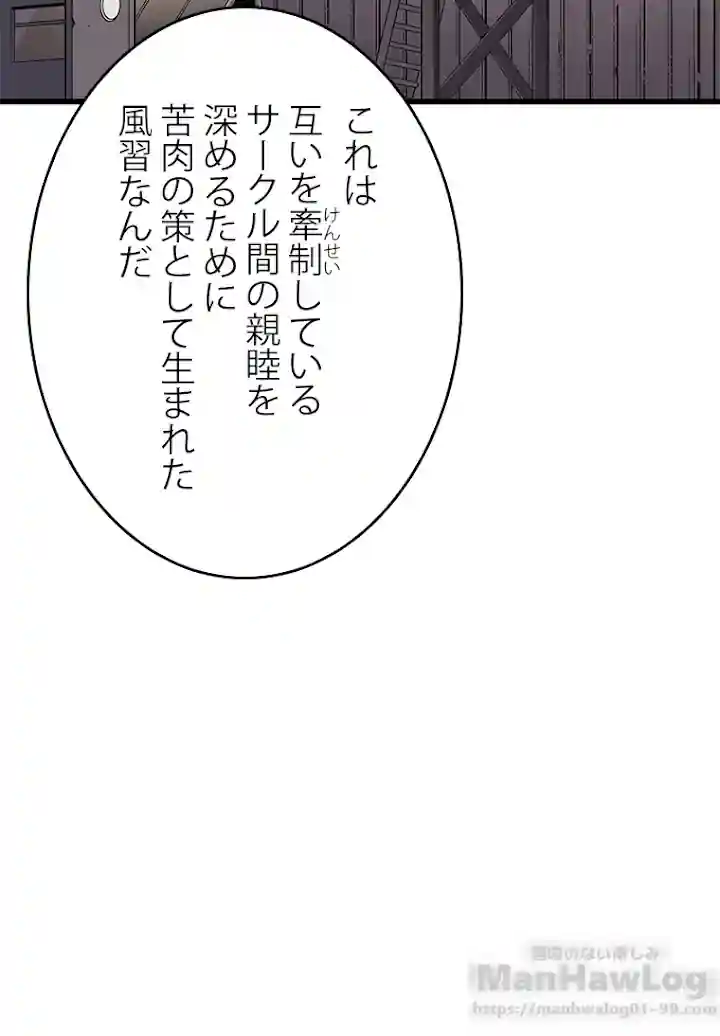 これは
互いを牽制している
けんせい
サークル間の親睦を
深めるために
苦肉の策として生まれた
風習なんだ
ManHawLog
https://manhwalog01-99.com